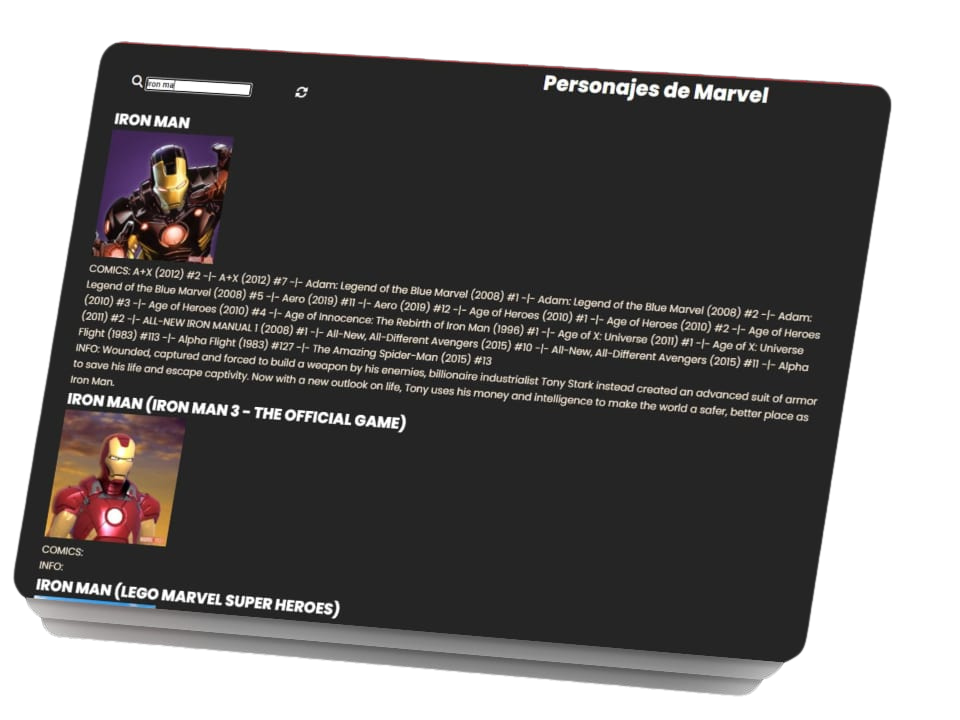 iron ma
Personajes de Marvel
IRON MAN
COMICS: A+X (2012) #2 -|- A+X (2012) #7 -|- Adam: Legend of the Blue Marvel (2008) #1 -|- Adam: Legend of the Blue Marvel (2008) #2 -|- Adam:
Legend of the Blue Marvel (2008) #5 -|- Aero (2019) #11 -|- Aero (2019) #12 -|- Age of Heroes (2010) #1 -|- Age of Heroes (2010) #2 -|- Age of Heroes
(2010) #3 -|- Age of Heroes (2010) #4 -|- Age of Innocence: The Rebirth of Iron Man (1996) #1 -|- Age of X: Universe (2011) #1 -|- Age of X: Universe
(2011) #2 -|- ALL-NEW IRON MANUAL 1 (2008) #1 -|- All-New, All-Different Avengers (2015) #10 -|- All-New, All-Different Avengers (2015) #11 -|- Alpha
Flight (1983) #113 -|- Alpha Flight (1983) #127 -|- The Amazing Spider-Man (2015) #13
INFO: Wounded, captured and forced to build a weapon by his enemies, billionaire industrialist Tony Stark instead created an advanced suit of armor
to save his life and escape captivity. Now with a new outlook on life, Tony uses his money and intelligence to make the world a safer, better place as
Iron Man.
IRON MAN (IRON MAN 3 - THE OFFICIAL GAME)
COMICS:
INFO:
IRON MAN (LEGO MARVEL SUPER HEROES)